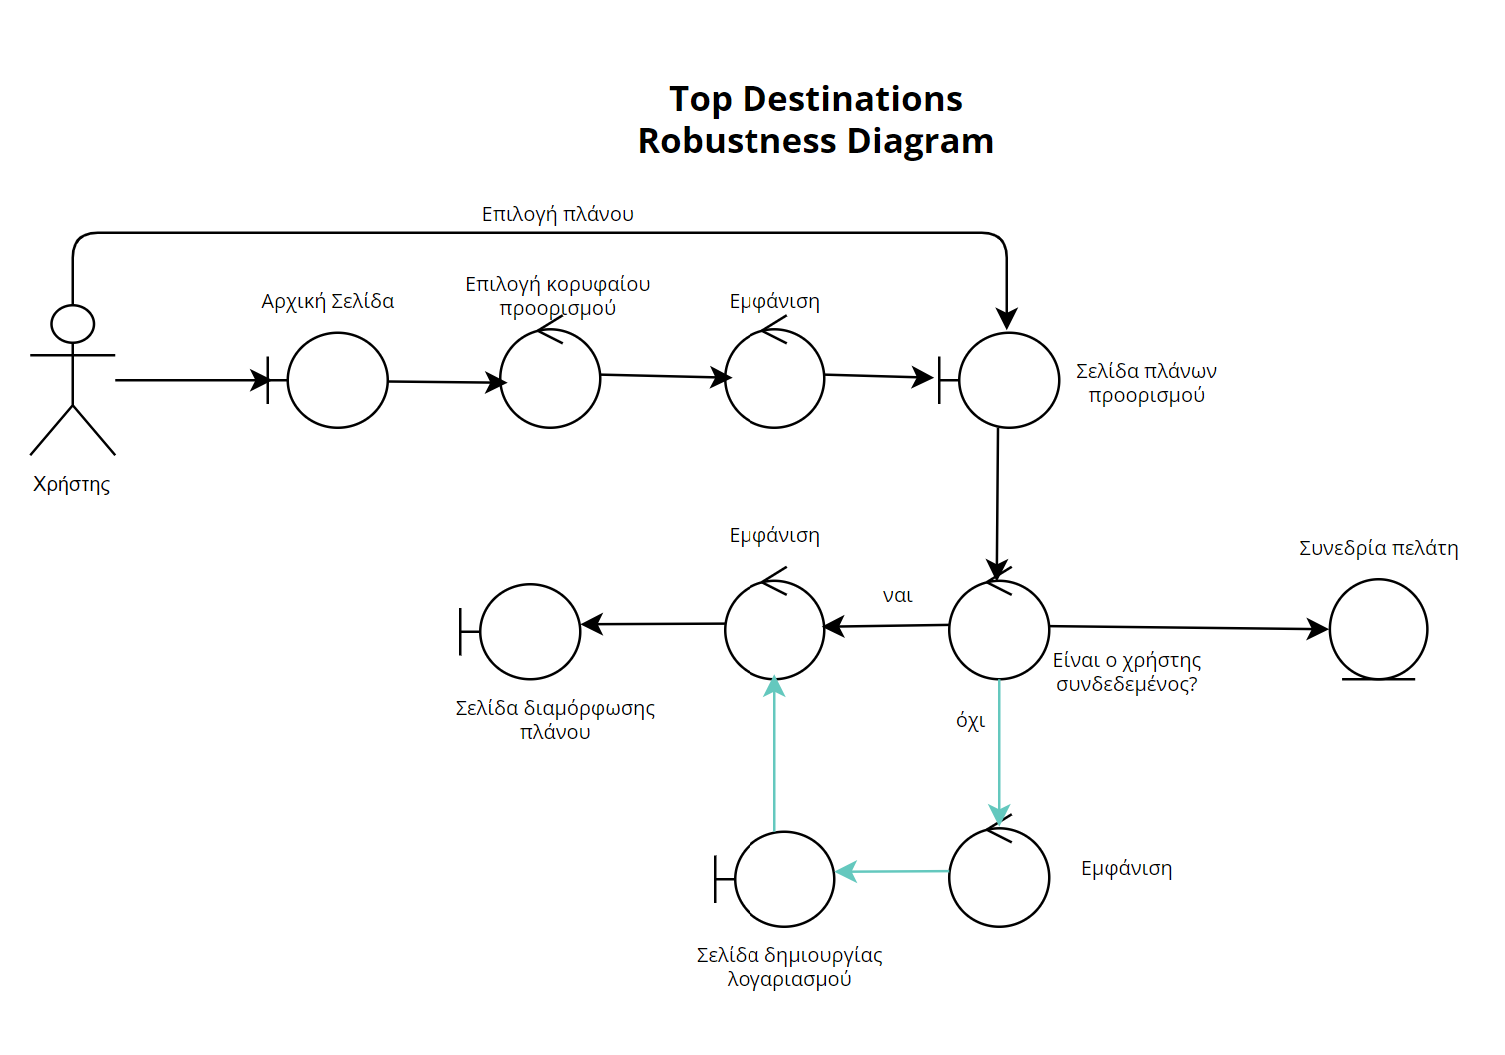 Top Destinations
Robustness Diagram
Επιλογή πλάνου
Επιλογή κορυφαίου
προορισμού
Αρχική Σελίδα
Εμφάνιση
Σελίδα πλάνων
προορισμού
Χρήστης
Εμφάνιση
Συνεδρία πελάτη
ναι
Είναι ο χρήστης
συνδεδεμένος?
Σελίδα διαμόρφωσης
πλάνου
όχι
Εμφάνιση
Σελίδα δημιουργίας
λογαριασμού